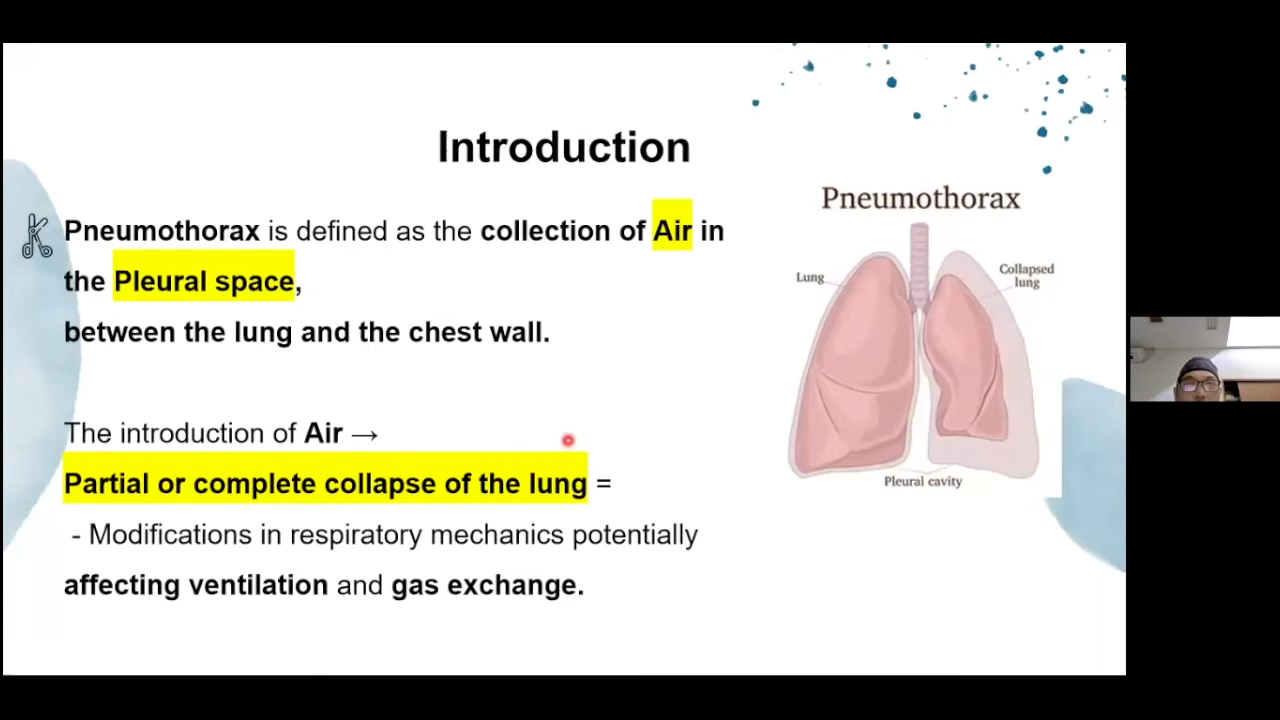 Introduction
Pneumothorax is defined as the collection of Air in
the Pleural space,
between the lung and the chest wall.
The introduction of Air →
Partial or complete collapse of the lung =
- Modifications in respiratory mechanics potentially
affecting ventilation and gas exchange.
Pneumothorax
Lung
Collapsed
lung
Pleural cavity